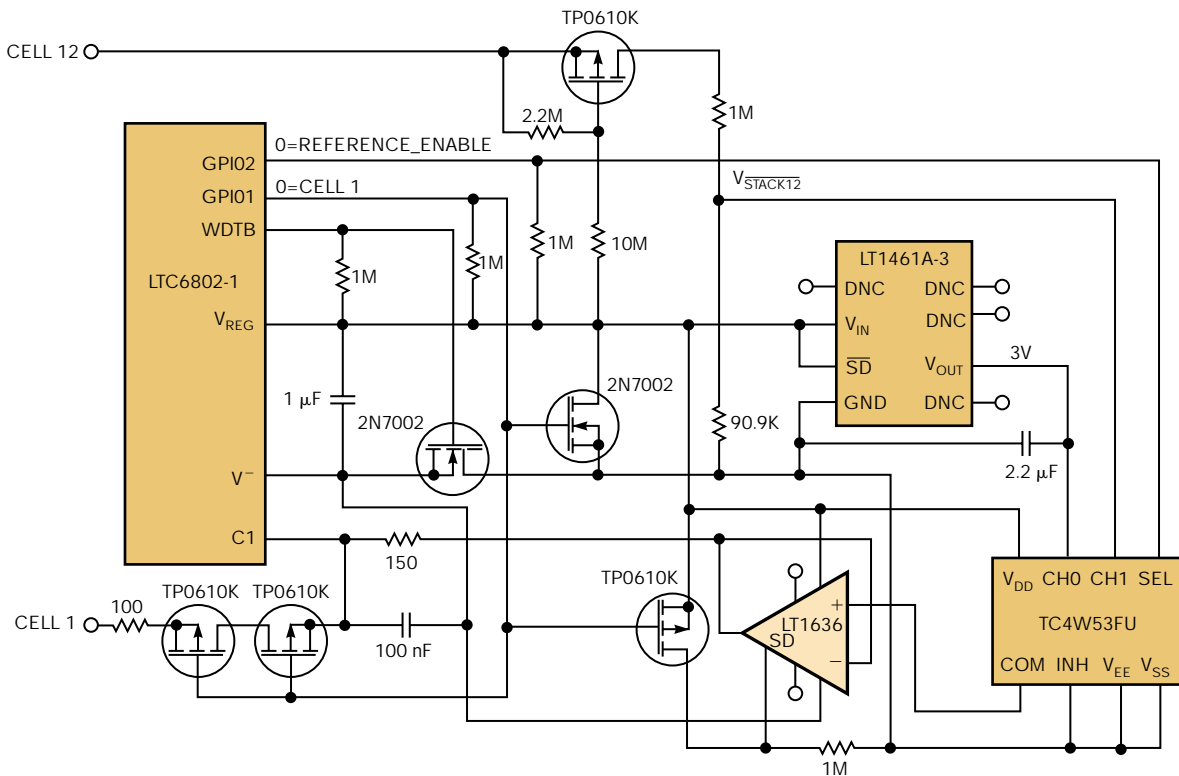 TP0610K
CELL 12
1M
2.2M
0=REFERENCE_ENABLE
GPI02
0=CELL 1
GPI01
VSTACK12
WDTB
1M
1M
1M
10M
LT1461A-3
LTC6802-1
DNC
DNC
DNC
VREG
VIN
3V
SD
VOUT
2N7002
1 µF
GND
DNC
2N7002
90.9K
2.2 µF
V−
C1
150
TP0610K
TP0610K
TP0610K
VDD
CH0
CH1
SEL
100
+
LT1636
TC4W53FU
CELL 1
SD
100 nF
−
COM
INH
VEE
VSS
1M